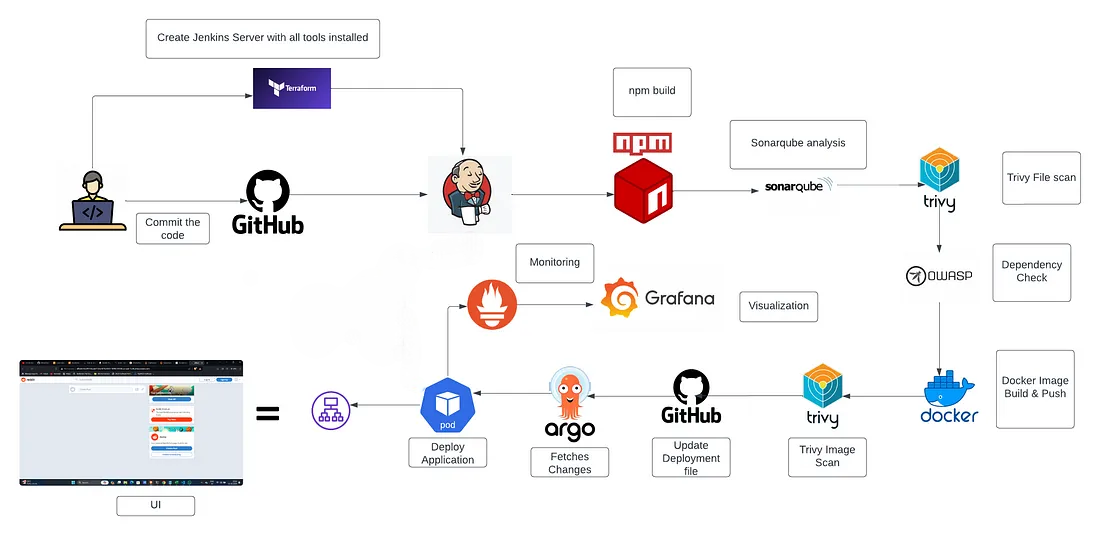 Create Jenkins Server with all tools installed
Terraform
npm build
npm
Sonarqube analysis
sonarqube
Trivy File scan
trivy
Commit the
code
GitHub
n
Monitoring
OWASP
Dependency
Check
Grafana
Visualization
pod
Deploy
Application
argo
Fetches
Changes
GitHub
Update
Deployment
file
trivy
Trivy Image
Scan
docker
Docker Image
Build & Push
=
UI